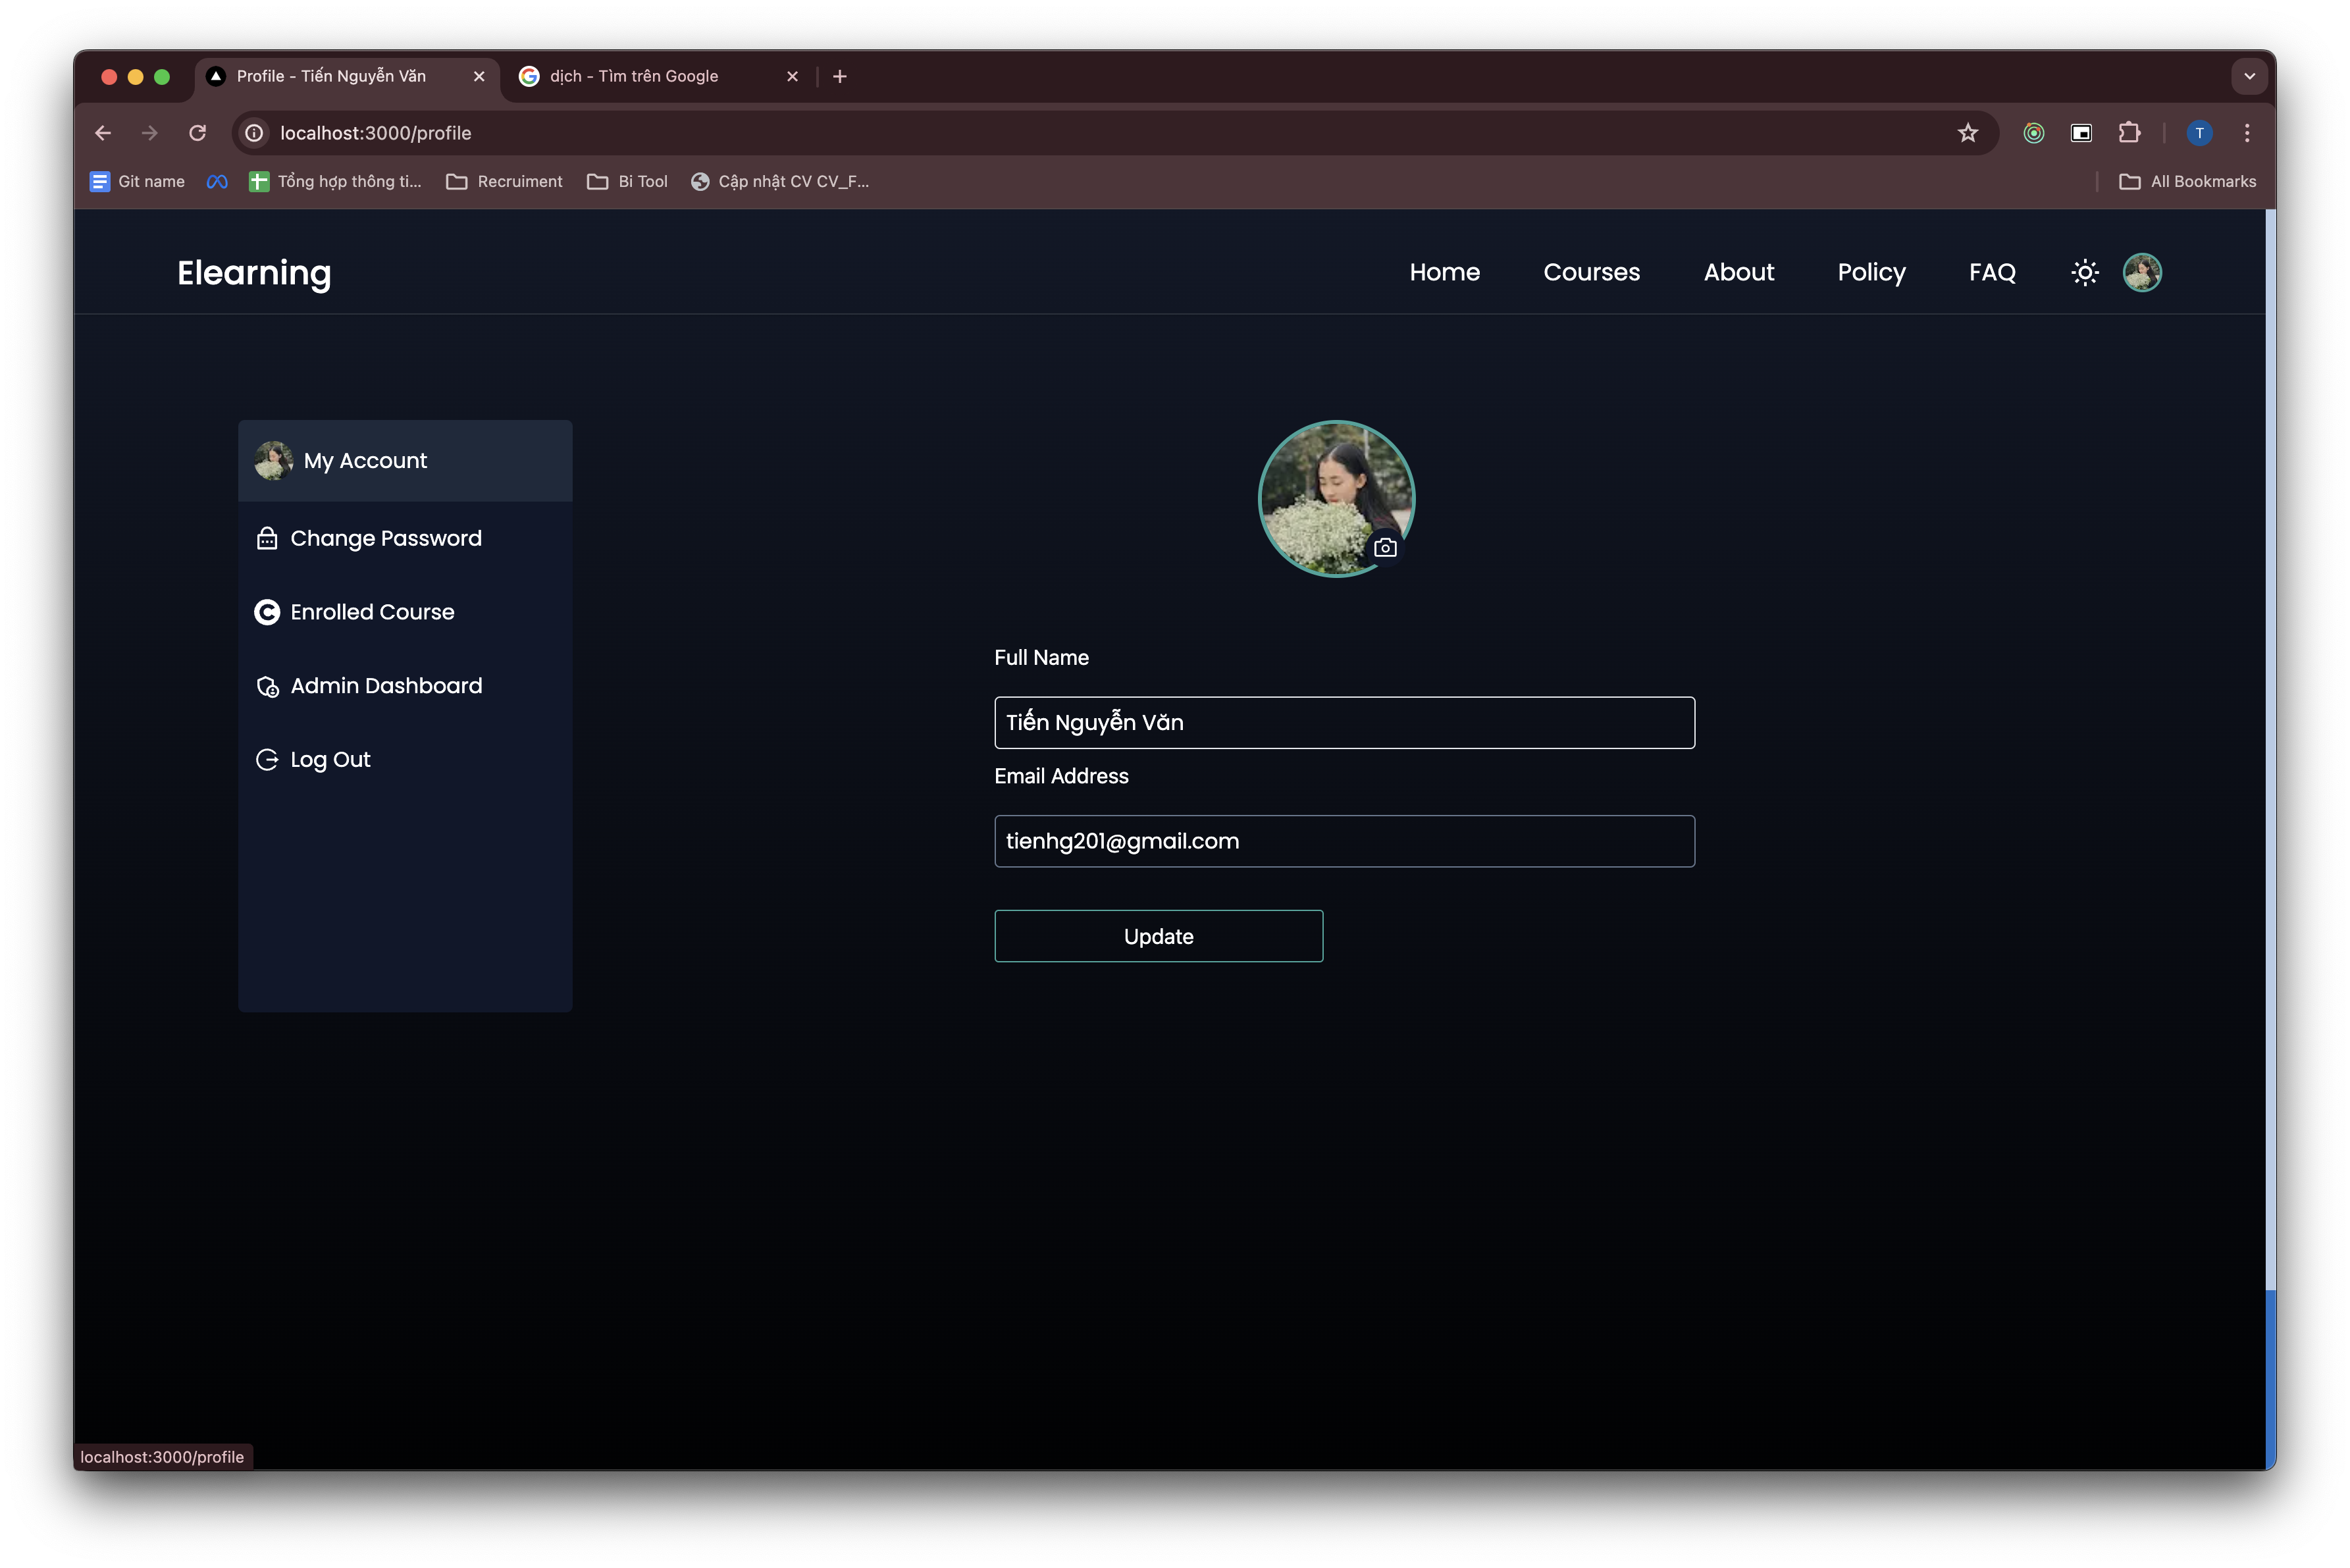 Profile - Tiến Nguyễn Văn
dịch - Tìm trên Google
localhost:3000/profile
T
Git name
Tổng hợp thông ti...
Recruiment
Bi Tool
Cập nhật CV CV_F...
All Bookmarks
Elearning
Home
Courses
About
Policy
FAQ
My Account
Change Password
Enrolled Course
Admin Dashboard
Log Out
Full Name
Tiến Nguyễn Văn
Email Address
tienhg201@gmail.com
Update
localhost:3000/profile